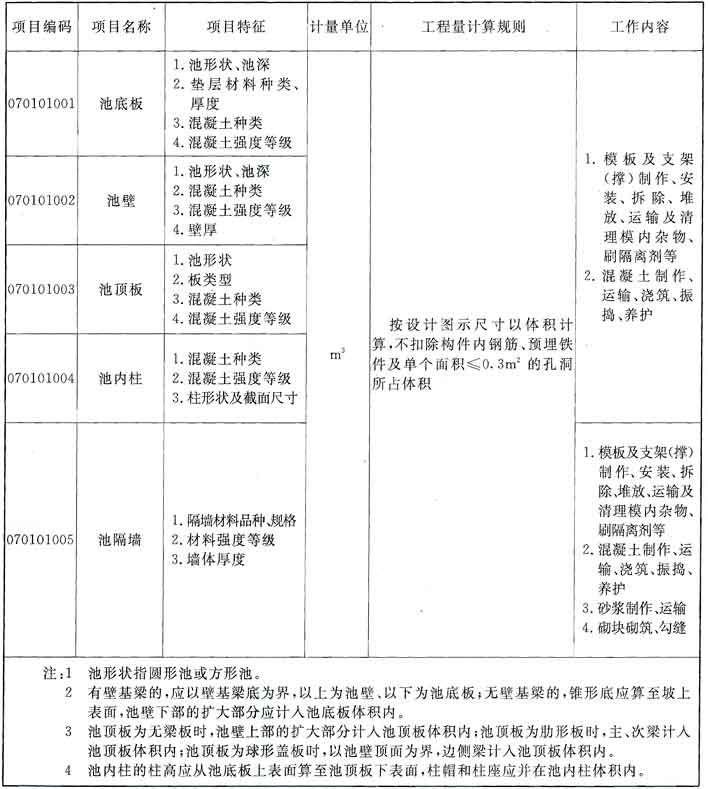 项目编码 项目名称 项目特征 计量单位 工程量计算规则 工作内容
070101001 池底板
1.池形状、池深
2.垫层材料种类、
厚度
3.混凝土种类
4.混凝土强度等级
070101002 池壁
1.池形状、池深
2.混凝土种类
3.混凝土强度等级
4.壁厚
070101003 池顶板
1.池形状
2.板类型
3.混凝土种类
4.混凝土强度等级
070101004 池内柱
1.混凝土种类
2.混凝土强度等级
3.柱形状及截面尺寸
070101005 池隔墙
1.隔墙材料品种、规格
2.材料强度等级
3.墙体厚度
m³
按设计图示尺寸以体积计
算,不扣除构件内钢筋、预埋铁
件及单个面积≤0.3m²的孔洞
所占体积
1.模板及支架
(撑)制作、安
装、拆除、堆
放、运输及清
理模内杂物、
刷隔离剂等
2.混凝土制作、
运输、浇筑、振
捣、养护
1.模板及支架(撑)
制作、安装、拆
除、堆放、运输及
清理模内杂物、
刷隔离剂等
2.混凝土制作、运
输、浇筑、振捣、
养护
3.砂浆制作、运输
4.砌块砌筑、勾缝
注:1 池形状指圆形池或方形池。
2 有壁基梁的,应以壁基梁底为界,以上为池壁、以下为池底板;无壁基梁的,锥形底应算至坡上
表面,池壁下部的扩大部分应计入池底板体积内。
3 池顶板为无梁板时,池壁上部的扩大部分计入池顶板体积内;池顶板为肋形板时,主、次梁计入
池顶板体积内;池顶板为球形盖板时,以池壁顶面为界,边侧梁计入池顶板体积内。
4 池内柱的柱高应从池底板上表面算至池顶板下表面,柱帽和柱座应并在池内柱体积内。